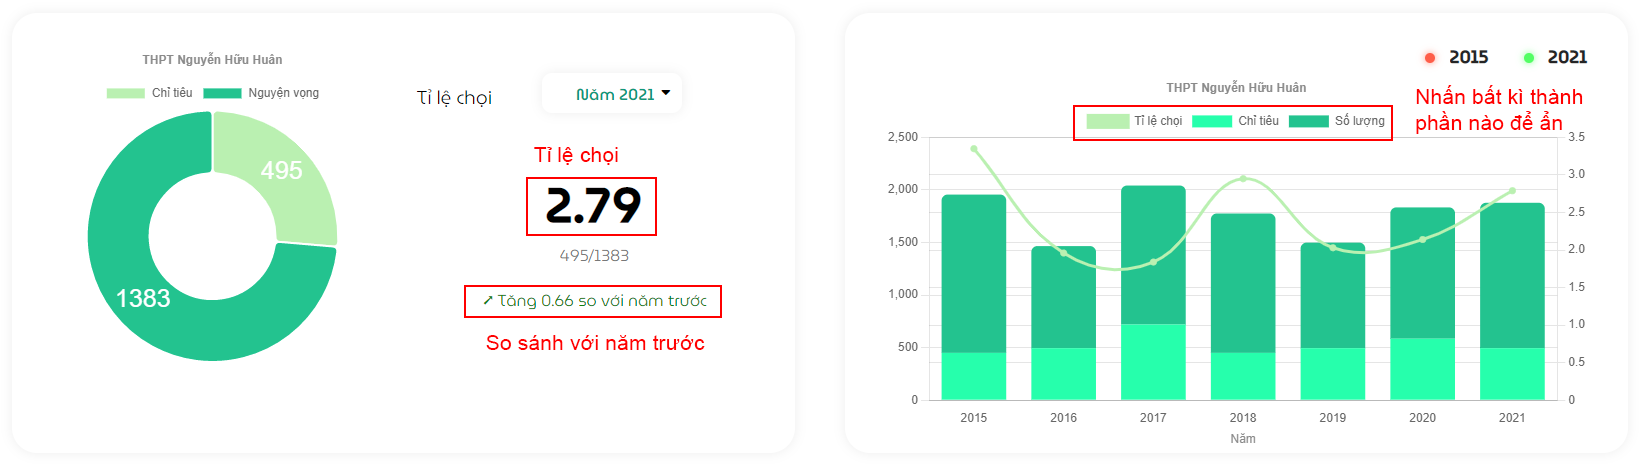 THPT Nguyễn Hữu Huân
Chỉ tiêu
Nguyện vọng
495
1383
Tỉ lệ chọi
Năm 2021
Tỉ lệ chọi
2.79
495/1383
↗ Tăng 0.66 so với năm trước
So sánh với năm trước
2015
2021
THPT Nguyễn Hữu Huân
Tỉ lệ chọi
Chỉ tiêu
Số lượng
Nhấn bất kì thành
phần nào để ẩn
2,500
2,000
1,500
1,000
500
0
3.5
3.0
2.5
2.0
1.5
1.0
0.5
0
2015
2016
2017
2018
2019
2020
2021
Năm